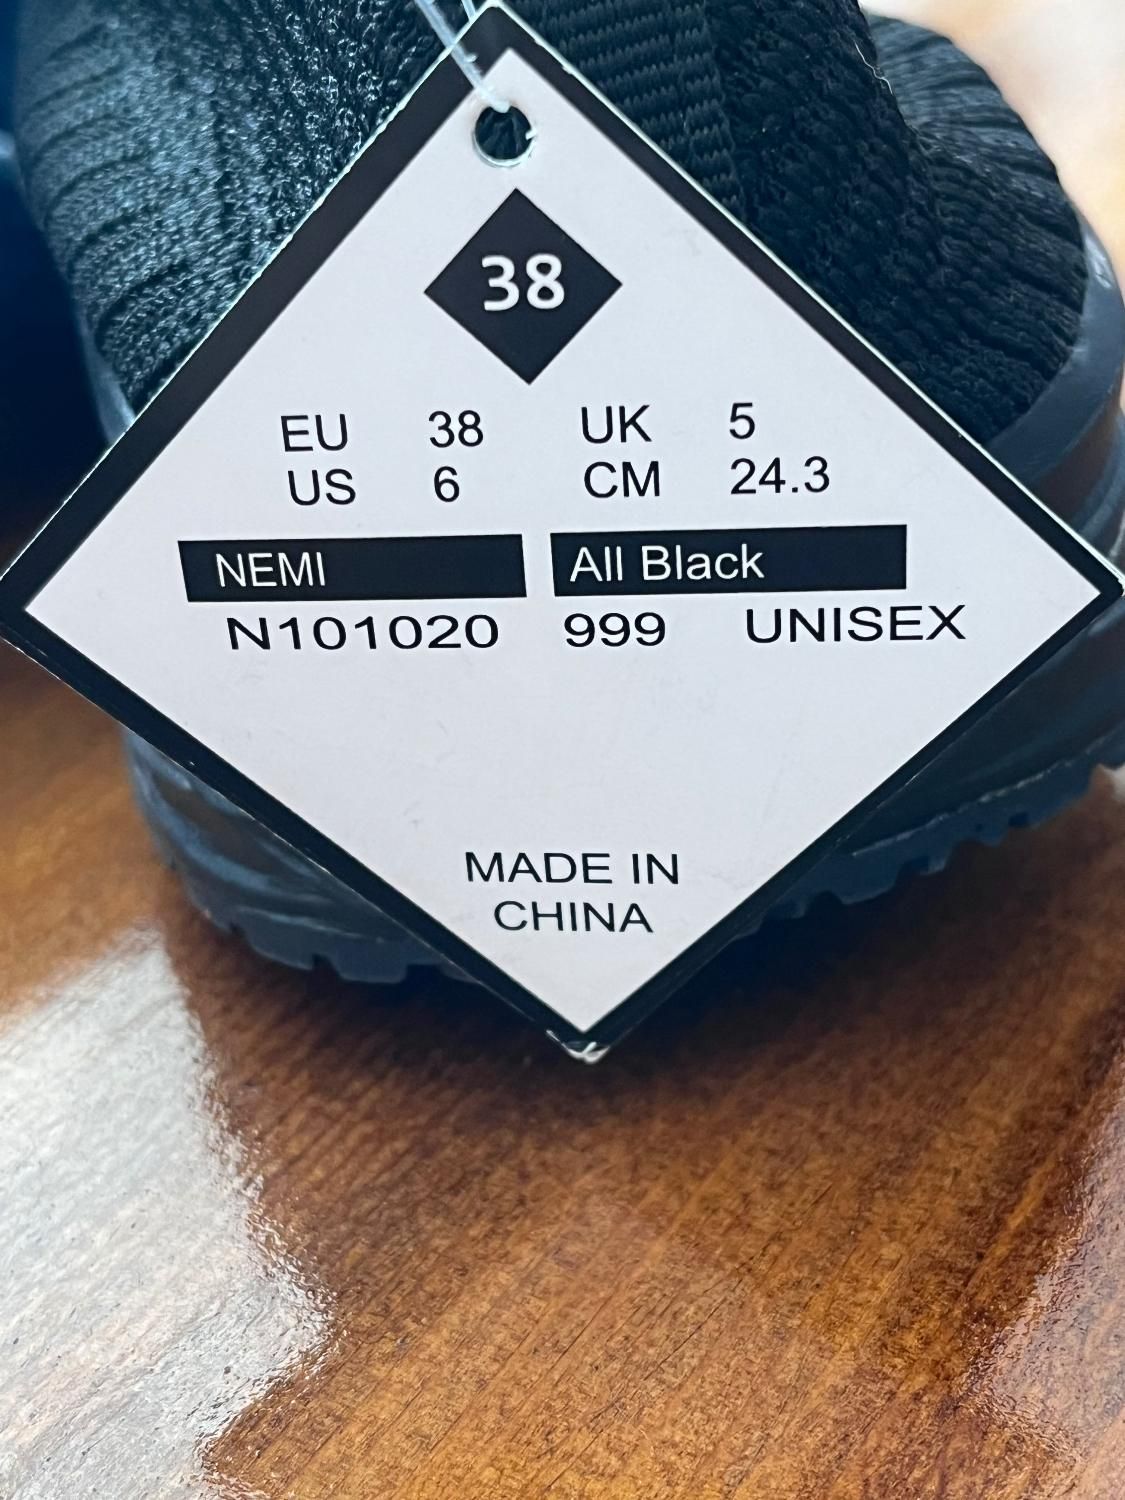 38
EU 38 UK 5
US 6 CM 24.3
NEMI All Black
N101020 999 UNISEX
MADE IN
CHINA